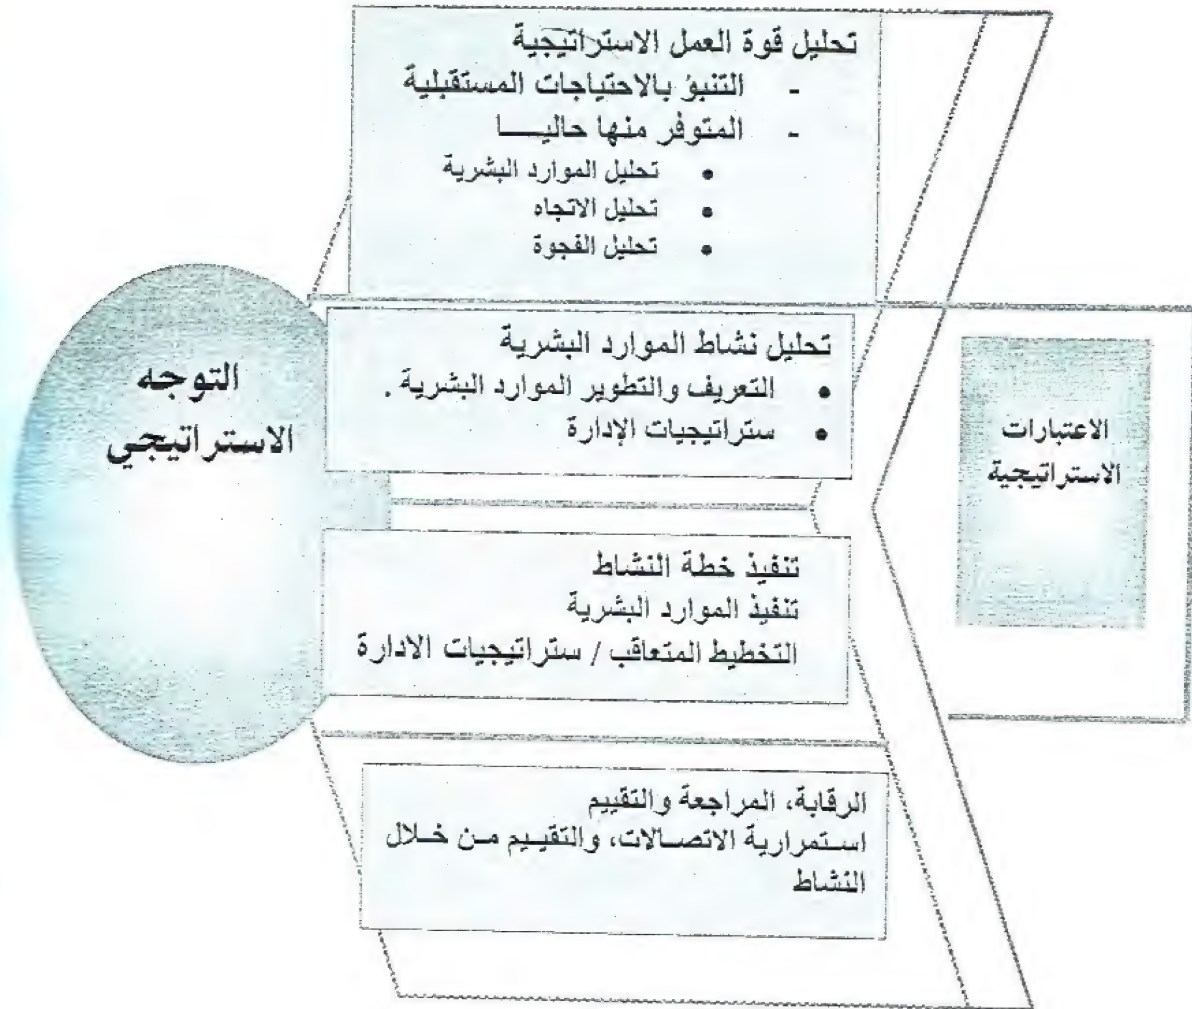 تحليل قوة العمل الاستراتيجية
- التنبؤ بالاحتياجات المستقبلية
- المتوفر منها حاليـــا
• تحليل الموارد البشرية
• تحليل الاتجاه
• تحليل الفجوة
تحليل نشاط الموارد البشرية
• التعريف والتطوير الموارد البشرية .
• ستراتيجيات الإدارة
تنفيذ خطة النشاط
تنفيذ الموارد البشرية
التخطيط المتعاقب / ستراتيجيات الادارة
الرقابة، المراجعة والتقييم
استمرارية الاتصالات، والتقييم من خلال
النشاط
الاعتبارات
الاستراتيجية
التوجه
الاستراتيجي